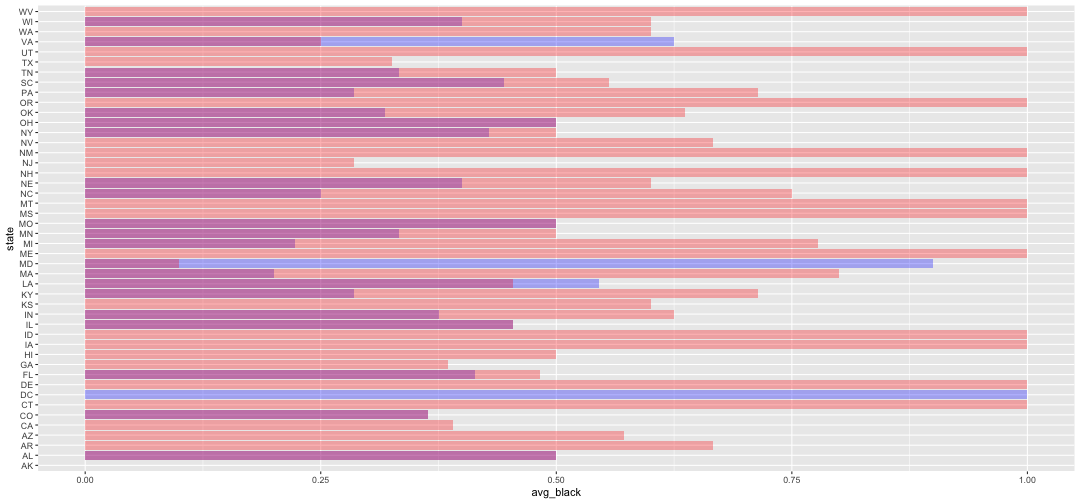 WV
WI
WA
VA
UT
TX
TN
SC
PA
OR
OK
OH
NY
NV
NM
NJ
NH
NE
NC
MT
MS
MO
MN
MI
ME
MD
MA
LA
KY
KS
IN
IL
ID
IA
HI
GA
FL
DE
DC
CT
CO
CA
AZ
AR
AL
AK
state
0.00 0.25 0.50 0.75 1.00
avg_black